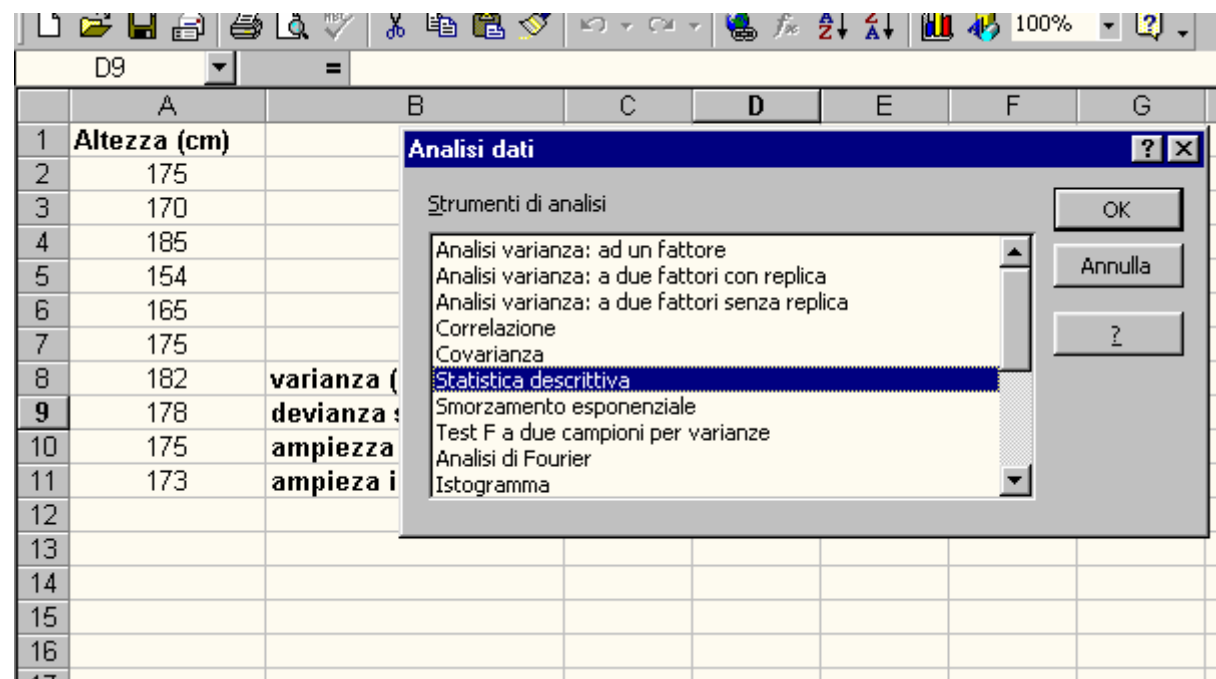 100%
D9 =
A B C D E F G
1 Altezza (cm)
2 175
3 170
4 185
5 154
6 165
7 175
8 182 varianza (
9 178 devianza s
10 175 ampiezza
11 173 ampieza i
12
13
14
15
16
17
Analisi dati
Strumenti di analisi
Analisi varianza: ad un fattore
Analisi varianza: a due fattori con replica
Analisi varianza: a due fattori senza replica
Correlazione
Covarianza
Statistica descrittiva
Smorzamento esponenziale
Test F a due campioni per varianze
Analisi di Fourier
Istogramma
OK
Annulla
?